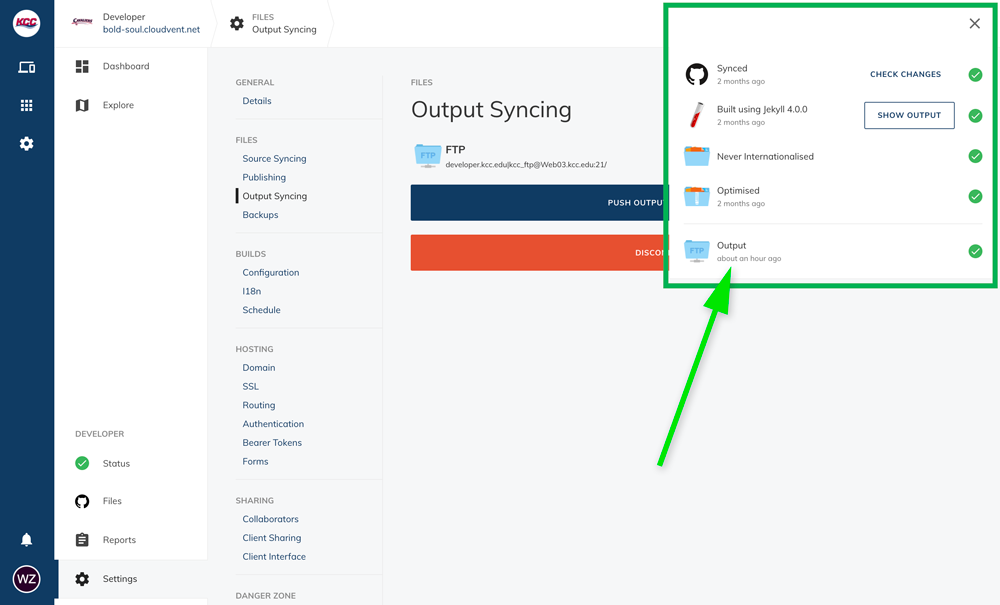 KCC
Developer
bold-soul.cloudvent.net
FILES
Output Syncing
Dashboard
Explore
DEVELOPER
Status
Files
Reports
Settings
WZ
GENERAL
Details
FILES
Source Syncing
Publishing
Output Syncing
Backups
BUILDS
Configuration
I18n
Schedule
HOSTING
Domain
SSL
Routing
Authentication
Bearer Tokens
Forms
SHARING
Collaborators
Client Sharing
Client Interface
DANGER ZONE
FILES
Output Syncing
FTP
FTP
developer.kcc.edu|kcc_ftp@Web03.kcc.edu:21/
PUSH OUTPU
DISCON
Synced
2 months ago
CHECK CHANGES
Built using Jekyll 4.0.0
2 months ago
SHOW OUTPUT
Never Internationalised
Optimised
2 months ago
FTP
Output
about an hour ago